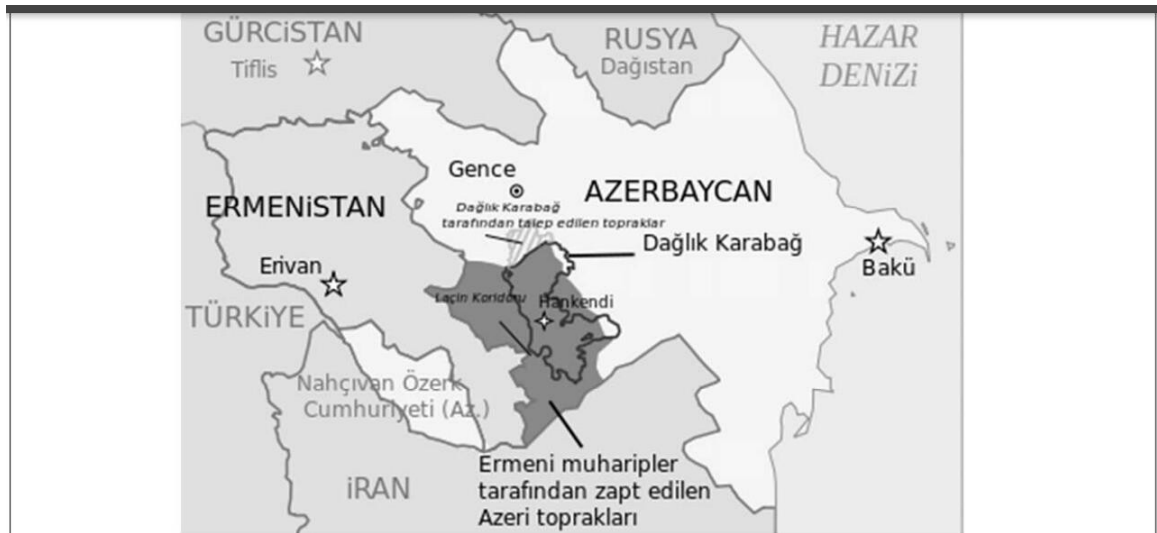 GÜRCiSTAN
Tiflis
RUSYA
Dağıstan
HAZAR
DENiZi
Gence
AZERBAYCAN
ERMENiSTAN
Dağlık Karabağ
tarafından talep edilen topraklar
Dağlık Karabağ
Erivan
Bakü
Laçin Koridoru
Hankendi
TÜRKiYE
Nahçıvan Özerk
Cumhuriyeti (Az.)
Ermeni muharipler
tarafından zapt edilen
Azeri toprakları
iRAN